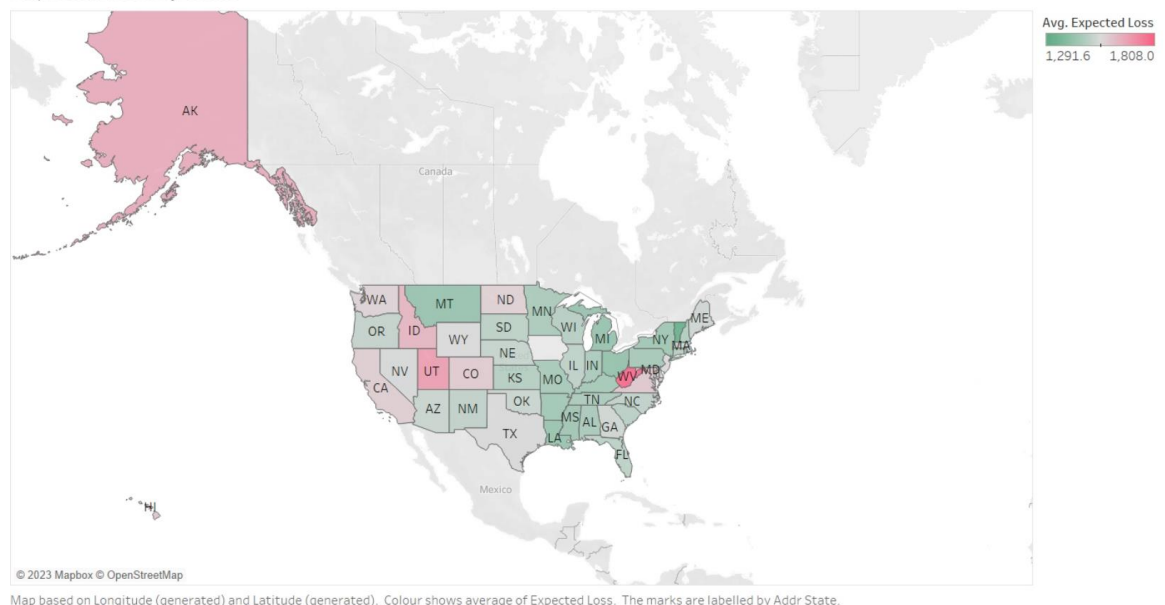 Avg. Expected Loss
1,291.6 1,808.0
AK
Canada
WA
MT
ND
MN
ME
OR
ID
SD
WI
MI
NY
WY
MA
NE
NV
UT
CO
IL
IN
WV
MD
CA
KS
MO
OK
TN
NC
AZ
NM
MS
AL
GA
TX
LA
FL
Mexico
HI
© 2023 Mapbox © OpenStreetMap
Map based on Longitude (generated) and Latitude (generated). Colour shows average of Expected Loss. The marks are labelled by Addr State.